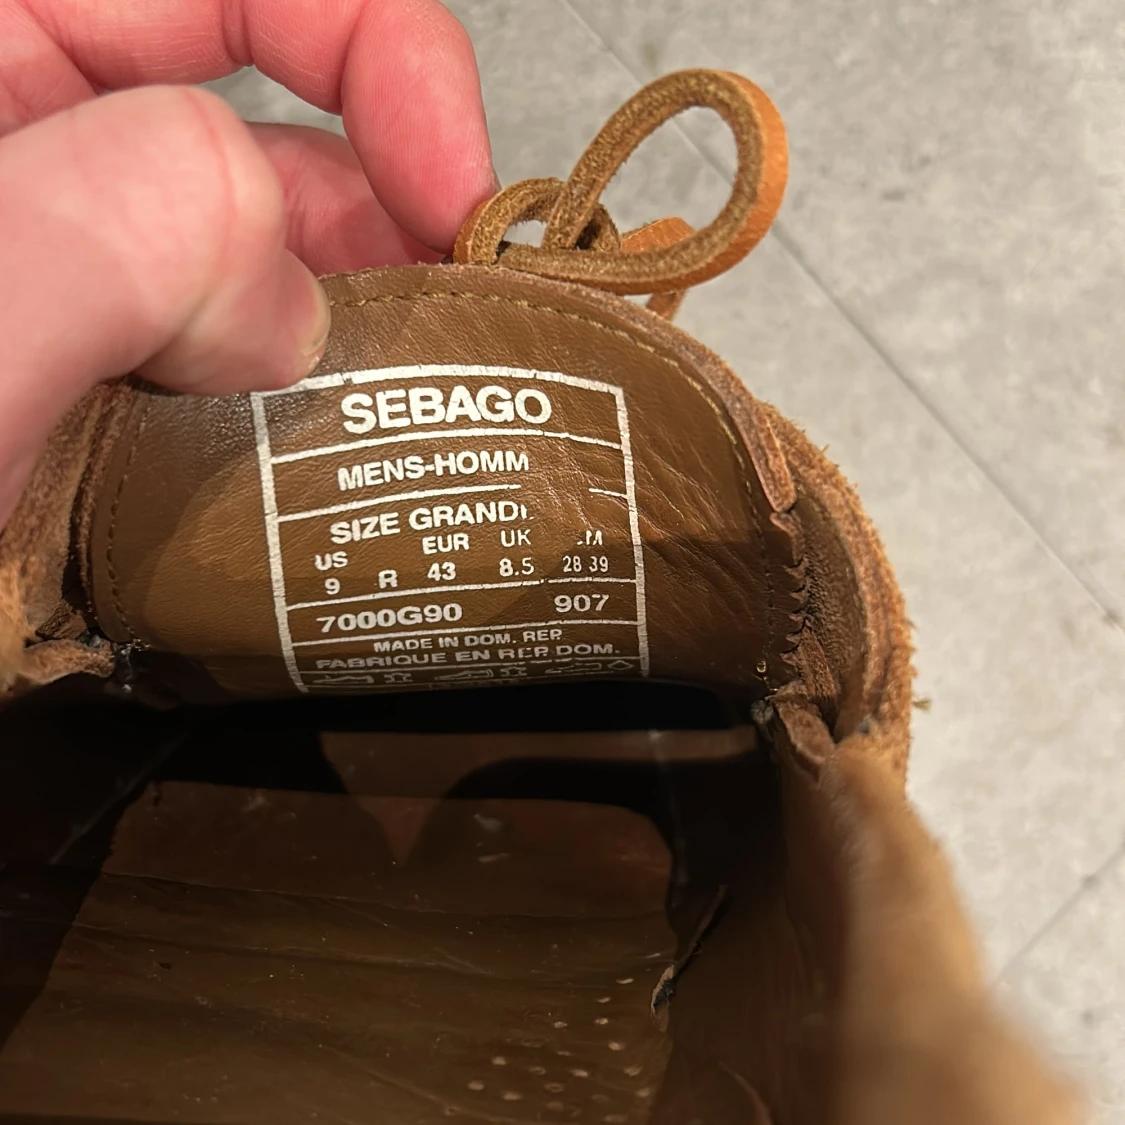 SEBAGO
MENS-HOMM
SIZE GRAND
US EUR UK
9 R 43 8.5 28 39
7000G90 907
MADE IN DOM. REP.
FABRIQUE EN REP. DOM.